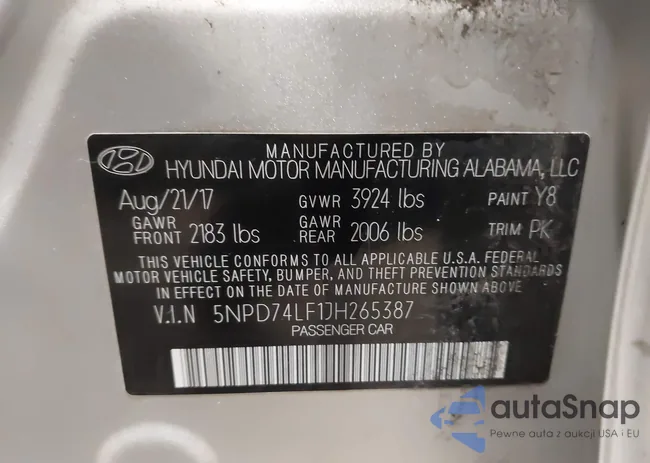 MANUFACTURED BY
HYUNDAI MOTOR MANUFACTURING ALABAMA, LLC
Aug/21/17 GVWR 3924 lbs PAINT Y8
GAWR FRONT 2183 lbs GAWR REAR 2006 lbs TRIM PK
THIS VEHICLE CONFORMS TO ALL APPLICABLE U.S.A. FEDERAL
MOTOR VEHICLE SAFETY, BUMPER, AND THEFT PREVENTION STANDARDS
IN EFFECT ON THE DATE OF MANUFACTURE SHOWN ABOVE
V.I.N 5NPD74LF1JH265387
PASSENGER CAR
autaSnap
Pewne auta z aukcji USA i EU